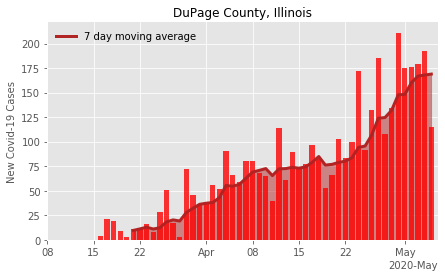 DuPage County, Illinois
7 day moving average
New Covid-19 Cases
200
175
150
125
100
75
50
25
0
08 15 22 Apr 08 15 22 May
2020-May